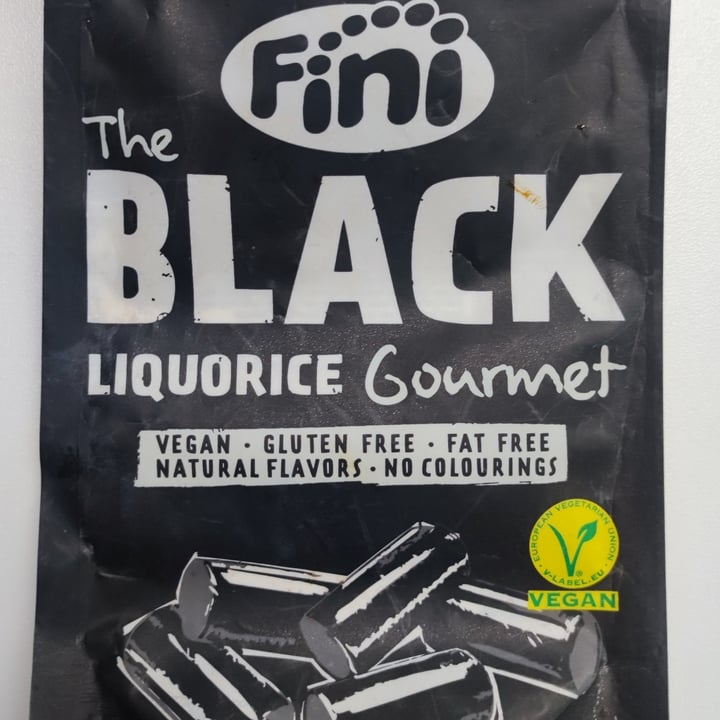 Fini
The
BLACK
LIQUORICE Gourmet
VEGAN · GLUTEN FREE · FAT FREE
NATURAL FLAVORS · NO COLOURINGS
· EUROPEAN VEGETARIAN UNION ·
V-LABEL.EU
VEGAN